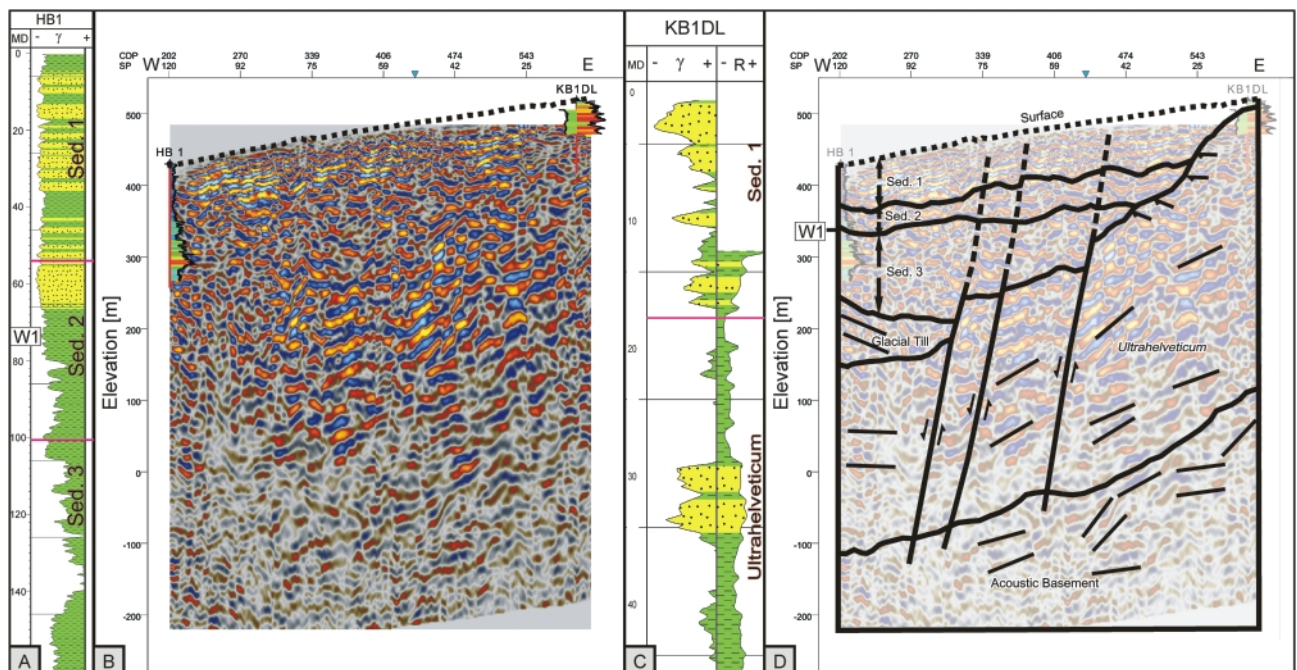 HB1
MD - γ +
0
20
40
60
80
100
120
140
Sed. 1
Sed. 2
Sed. 3
W1
A
CDP 202 270 339 406 474 543
SP 120 92 75 59 42 25
W E
KB1DL
HB 1
Elevation [m]
500
400
300
200
100
0
-100
-200
B
KB1DL
MD - γ + - R +
0
10
20
30
40
Sed. 1
Ultrahelveticum
C
CDP 202 270 339 406 474 543
SP 120 92 75 59 42 25
W E
KB1DL
Surface
HB 1
Elevation [m]
500
400
300
200
100
0
-100
-200
W1
Sed. 1
Sed. 2
Sed. 3
Glacial Till
Ultrahelveticum
Acoustic Basement
D